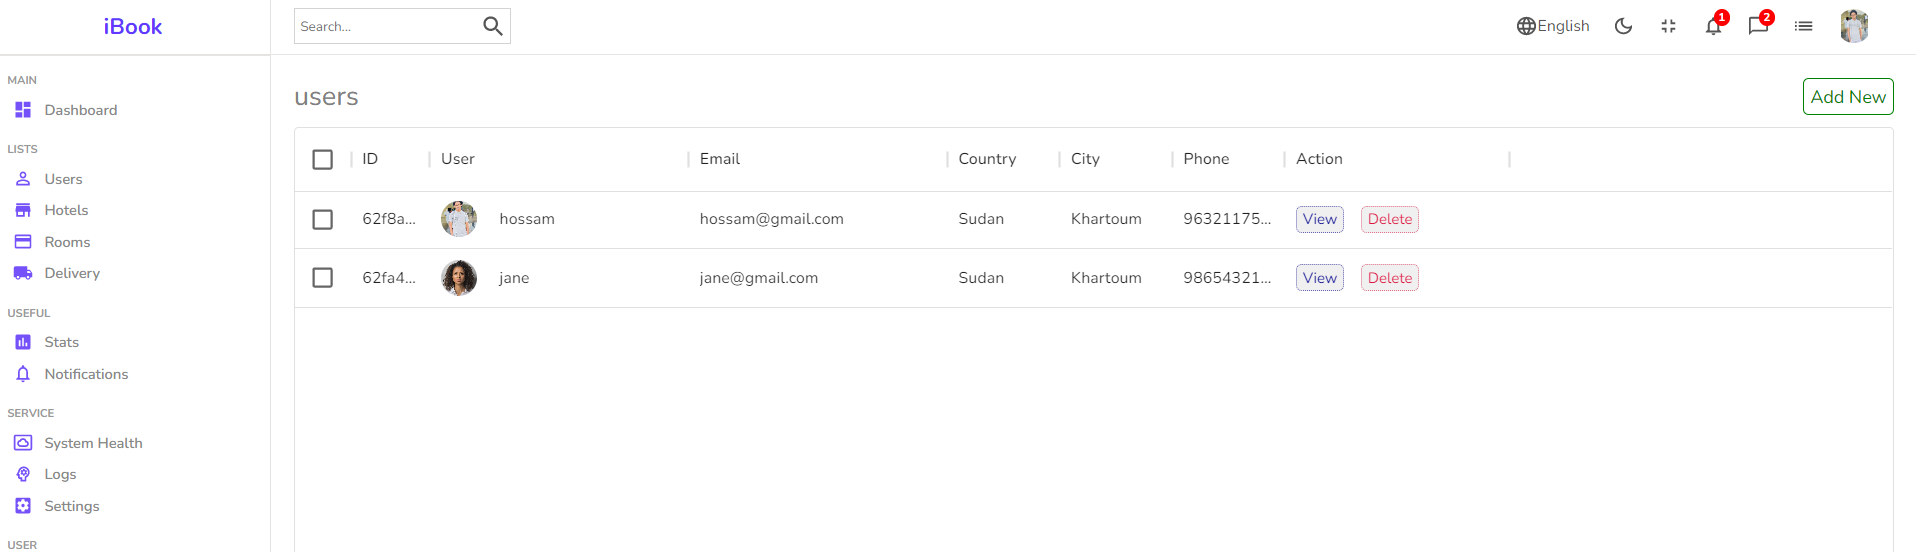 iBook
Search...
English
1
2
MAIN
Dashboard
LISTS
Users
Hotels
Rooms
Delivery
USEFUL
Stats
Notifications
SERVICE
System Health
Logs
Settings
USER
users
Add New
ID User Email Country City Phone Action
62f8a... hossam hossam@gmail.com Sudan Khartoum 96321175... View Delete
62fa4... jane jane@gmail.com Sudan Khartoum 98654321... View Delete